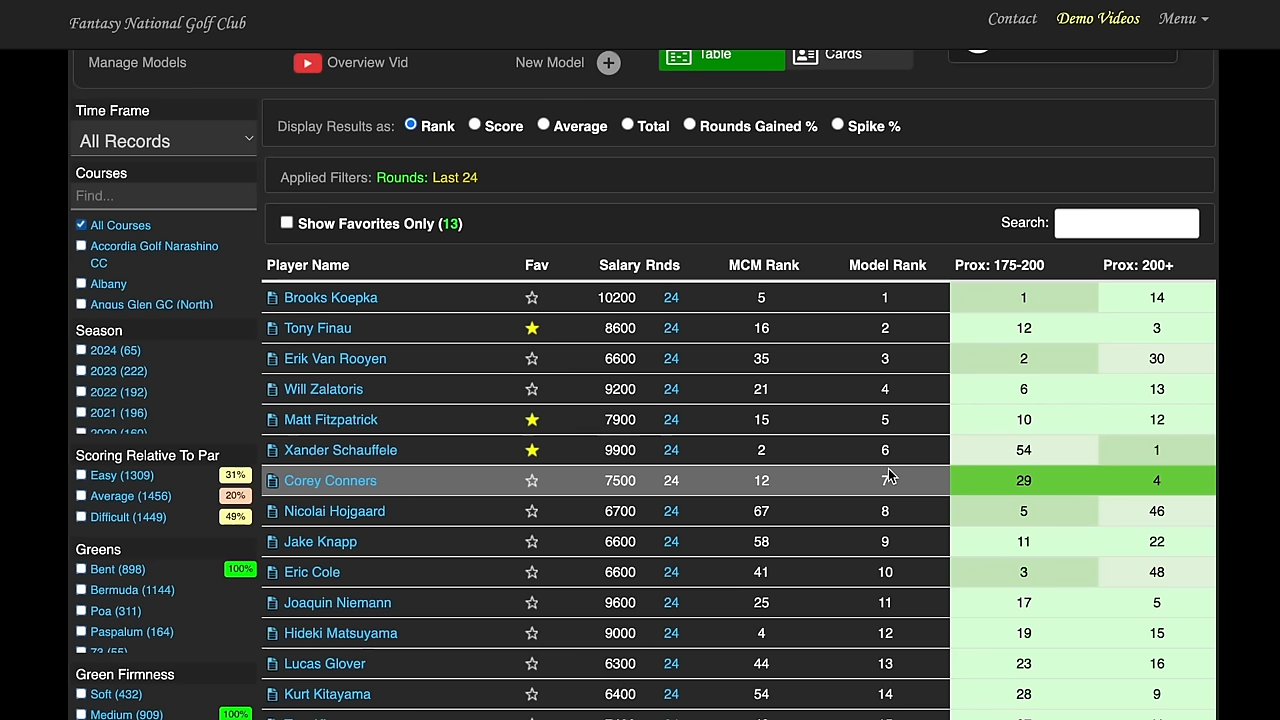 Fantasy National Golf Club
Contact Demo Videos Menu
Manage Models Overview Vid New Model Table Cards
Time Frame
All Records
Courses
Find...
All Courses
Accordia Golf Narashino
CC
Albany
Angus Glen GC (North)
Season
2024 (65)
2023 (222)
2022 (192)
2021 (196)
2020 (160)
Scoring Relative To Par
Easy (1309) 31%
Average (1456) 20%
Difficult (1449) 49%
Greens
Bent (898) 100%
Bermuda (1144)
Poa (311)
Paspalum (164)
?? (55)
Green Firmness
Soft (432)
Medium (909) 100%
Display Results as: Rank Score Average Total Rounds Gained % Spike %
Applied Filters: Rounds: Last 24
Show Favorites Only (13) Search:
Player Name Fav Salary Rnds MCM Rank Model Rank Prox: 175-200 Prox: 200+
Brooks Koepka 10200 24 5 1 1 14
Tony Finau 8600 24 16 2 12 3
Erik Van Rooyen 6600 24 35 3 2 30
Will Zalatoris 9200 24 21 4 6 13
Matt Fitzpatrick 7900 24 15 5 10 12
Xander Schauffele 9900 24 2 6 54 1
Corey Conners 7500 24 12 7 29 4
Nicolai Hojgaard 6700 24 67 8 5 46
Jake Knapp 6600 24 58 9 11 22
Eric Cole 6600 24 41 10 3 48
Joaquin Niemann 9600 24 25 11 17 5
Hideki Matsuyama 9000 24 4 12 19 15
Lucas Glover 6300 24 44 13 23 16
Kurt Kitayama 6400 24 54 14 28 9